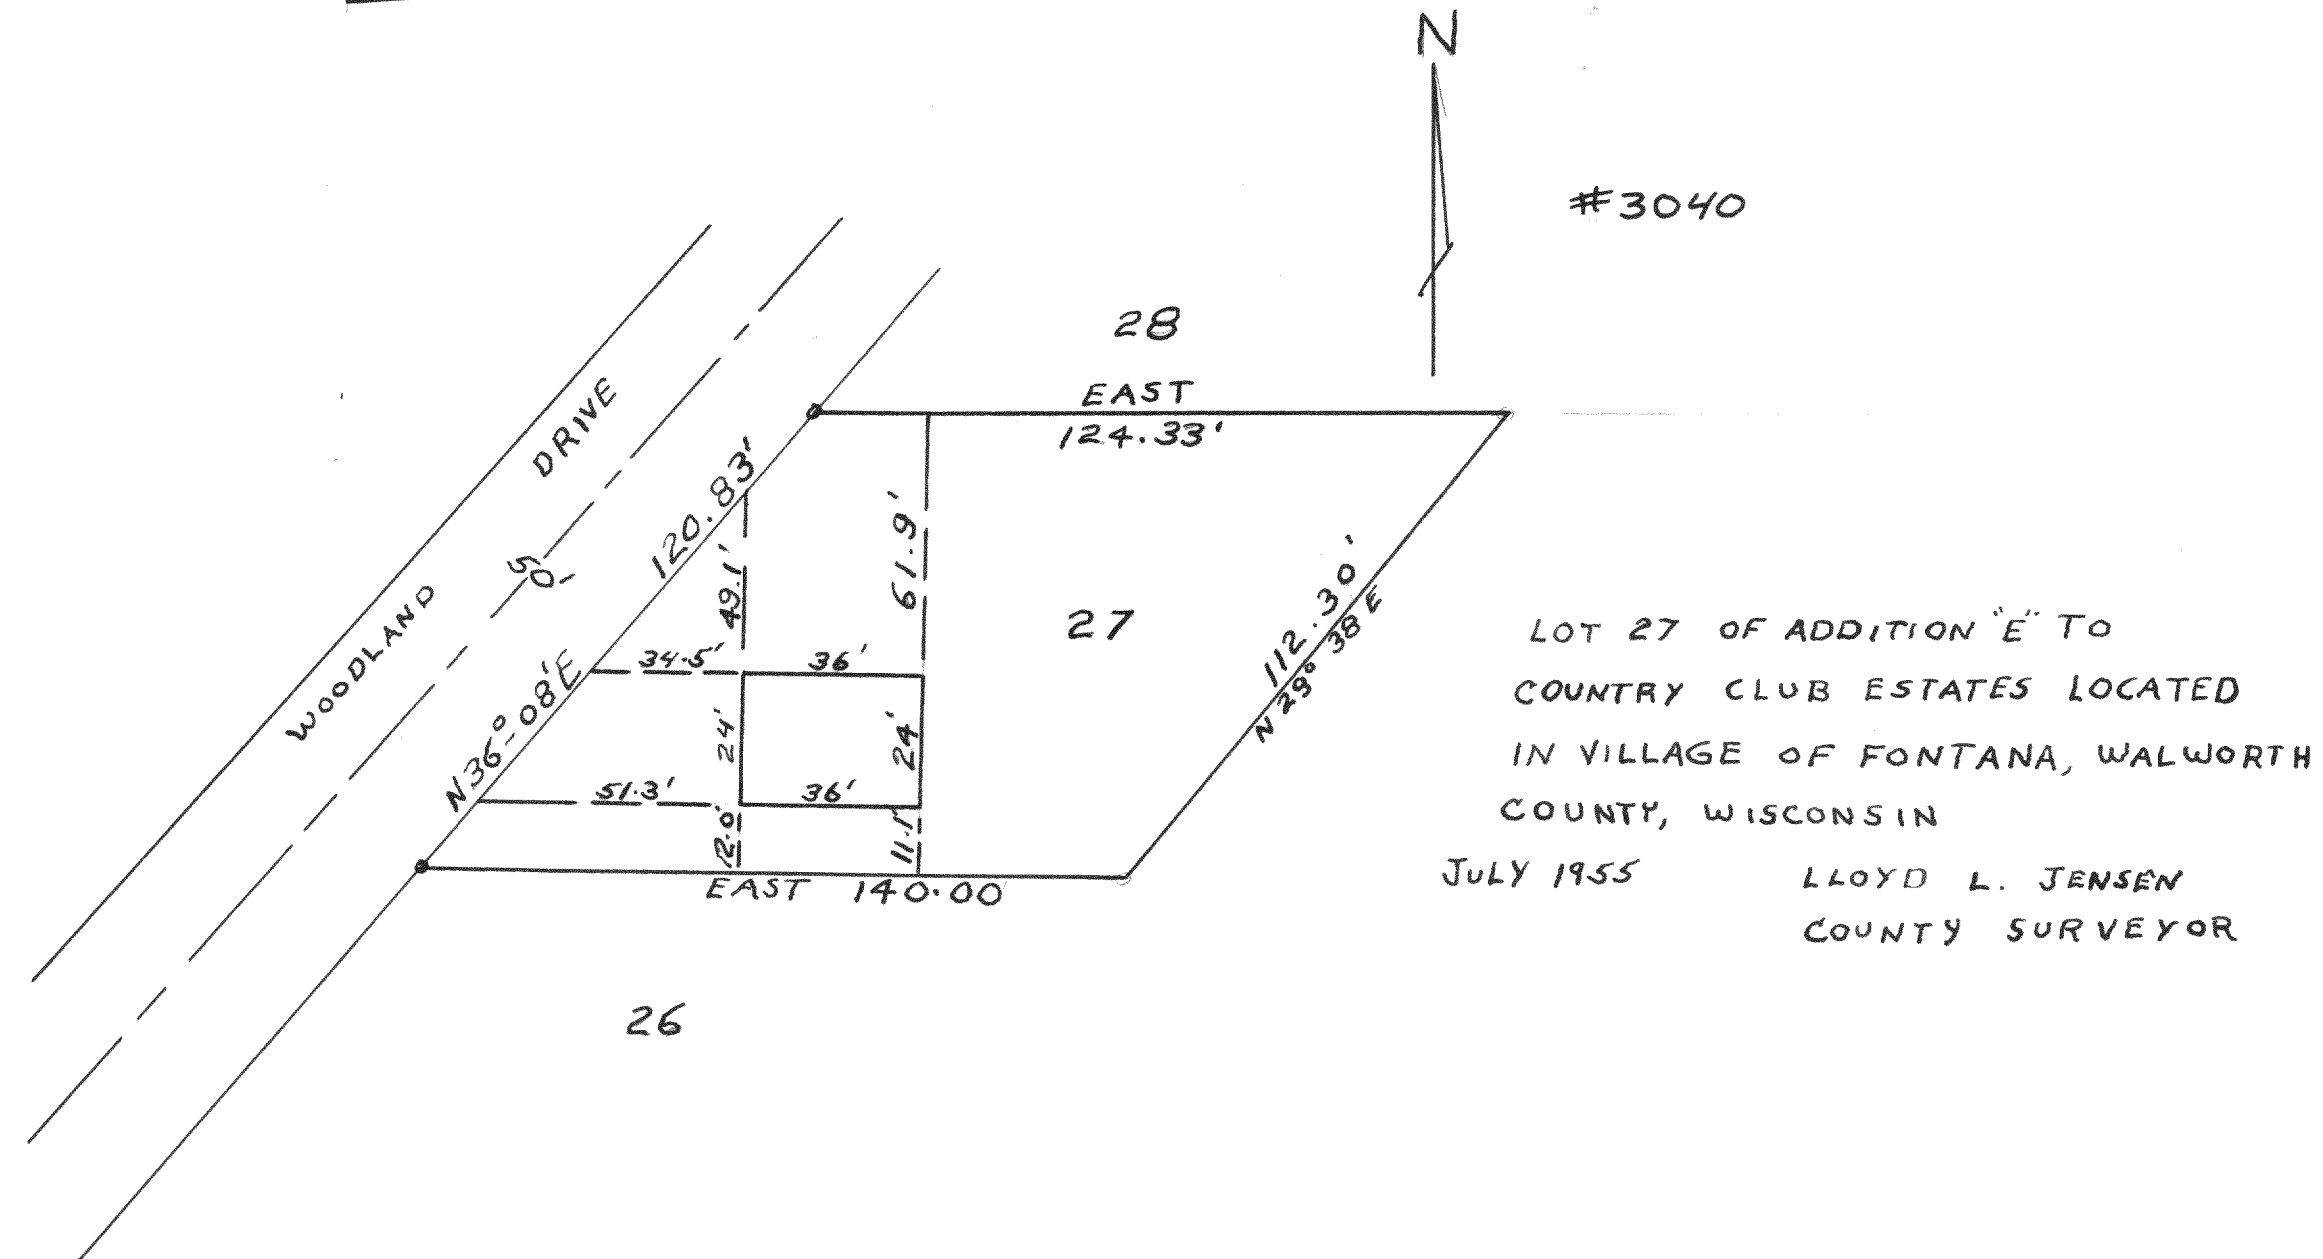 N
#3040
28
EAST
124.33'
WOODLAND DRIVE
50'
N36°-08'E
120.83'
49.1'
61.9'
27
112.30'
N 29° 38 E
34.5'
36'
24'
24'
51.3'
36'
12.0'
11.1'
EAST 140.00
26
LOT 27 OF ADDITION "E" TO
COUNTRY CLUB ESTATES LOCATED
IN VILLAGE OF FONTANA, WALWORTH
COUNTY, WISCONSIN
JULY 1955
LLOYD L. JENSEN
COUNTY SURVEYOR